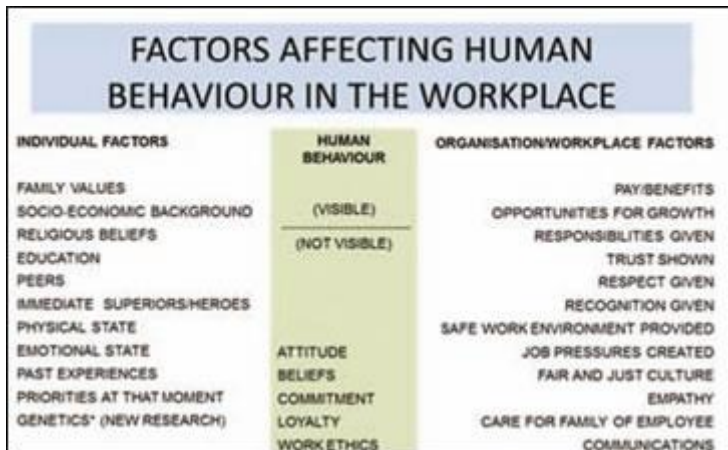 FACTORS AFFECTING HUMAN
BEHAVIOUR IN THE WORKPLACE
INDIVIDUAL FACTORS
FAMILY VALUES
SOCIO-ECONOMIC BACKGROUND
RELIGIOUS BELIEFS
EDUCATION
PEERS
IMMEDIATE SUPERIORS/HEROES
PHYSICAL STATE
EMOTIONAL STATE
PAST EXPERIENCES
PRIORITIES AT THAT MOMENT
GENETICS* (NEW RESEARCH)
HUMAN
BEHAVIOUR
(VISIBLE)
(NOT VISIBLE)
ATTITUDE
BELIEFS
COMMITMENT
LOYALTY
WORK ETHICS
ORGANISATION/WORKPLACE FACTORS
PAY/BENEFITS
OPPORTUNITIES FOR GROWTH
RESPONSIBILITIES GIVEN
TRUST SHOWN
RESPECT GIVEN
RECOGNITION GIVEN
SAFE WORK ENVIRONMENT PROVIDED
JOB PRESSURES CREATED
FAIR AND JUST CULTURE
EMPATHY
CARE FOR FAMILY OF EMPLOYEE
COMMUNICATIONS